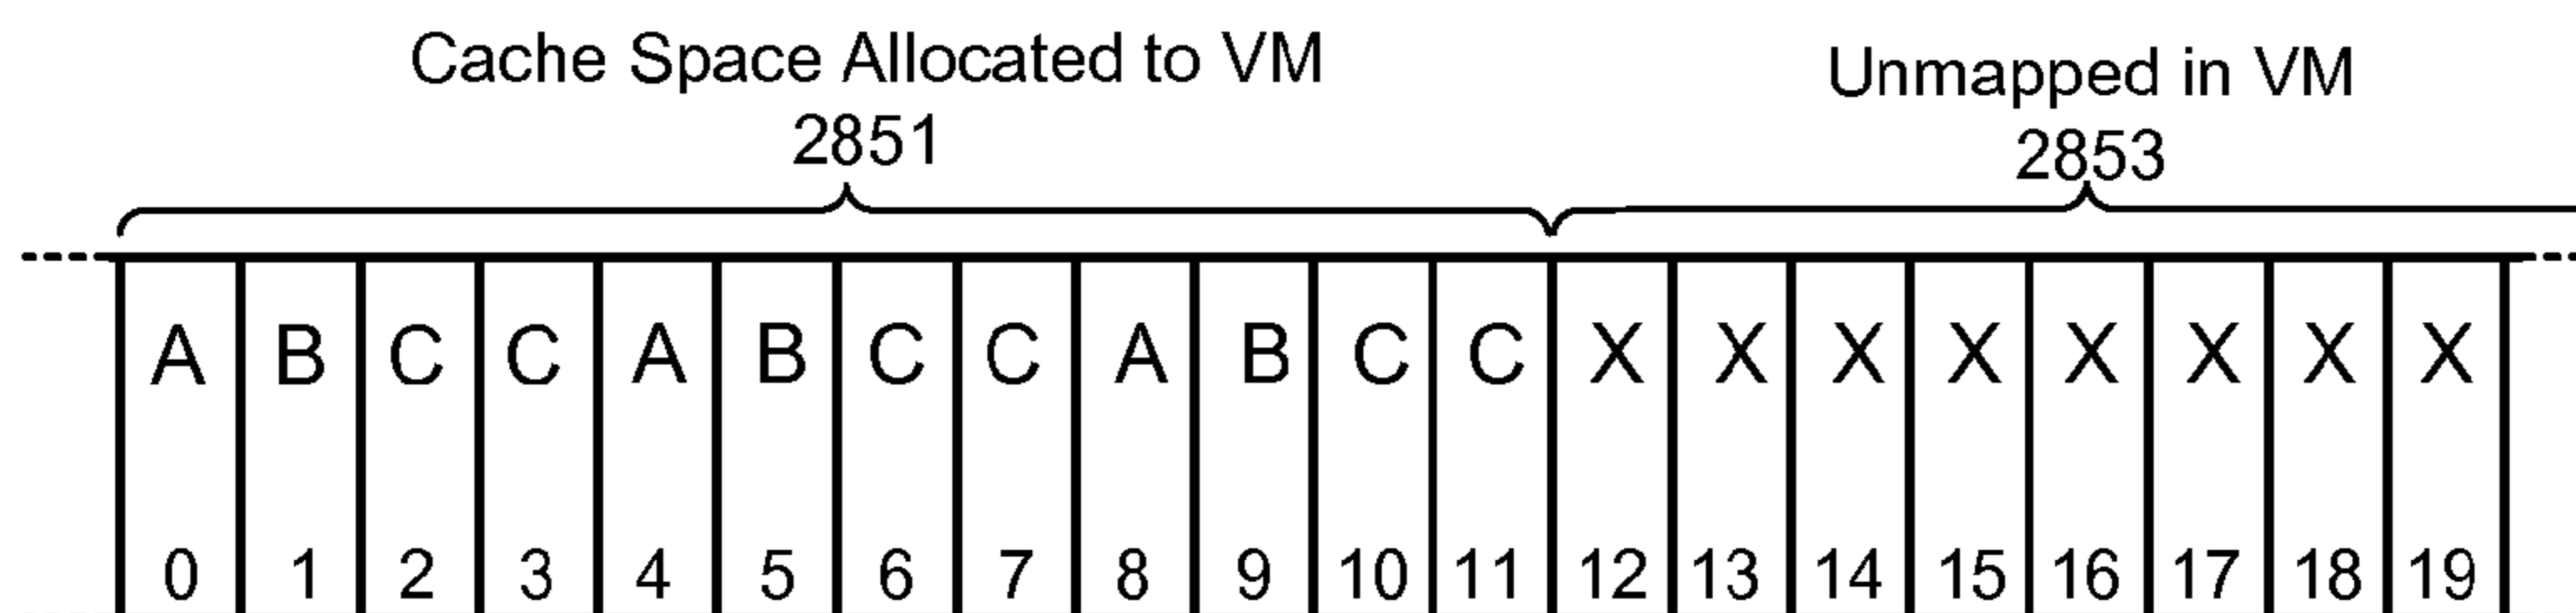 Cache Space Allocated to VM
2851
Unmapped in VM
2853
A B C C A B C C A B C C X X X X X X X X
0 1 2 3 4 5 6 7 8 9 10 11 12 13 14 15 16 17 18 19